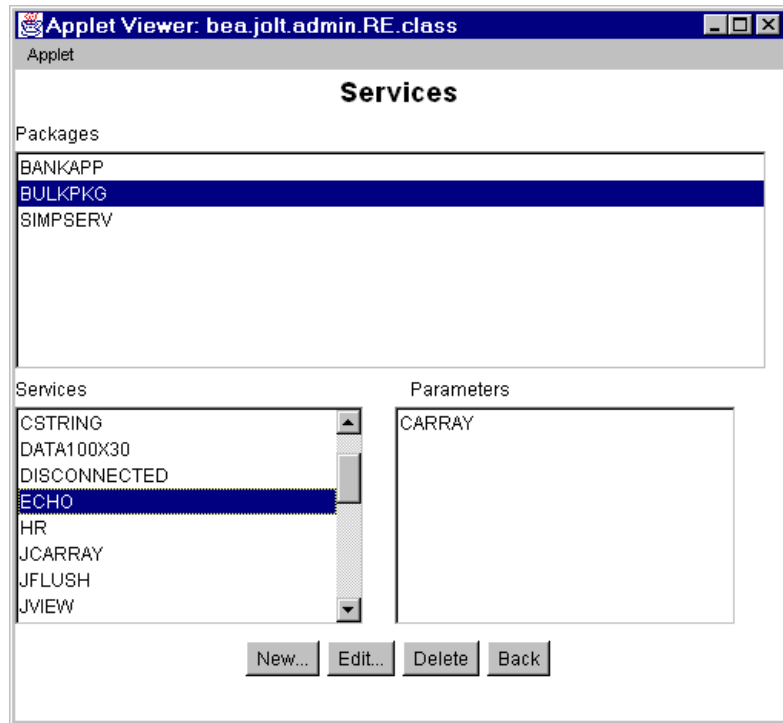 Applet Viewer: bea.jolt.admin.RE.class
Applet
Services
Packages
BANKAPP
BULKPKG
SIMPSERV
Services
Parameters
CSTRING
CARRAY
DATA100X30
DISCONNECTED
ECHO
HR
JCARRAY
JFLUSH
JVIEW
New... Edit... Delete Back